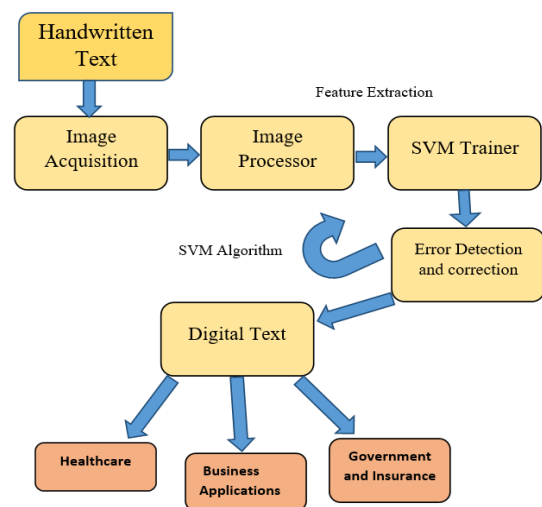 Handwritten
Text
Feature Extraction
Image
Acquisition
Image
Processor
SVM Trainer
SVM Algorithm
Error Detection
and correction
Digital Text
Healthcare
Business
Applications
Government
and Insurance